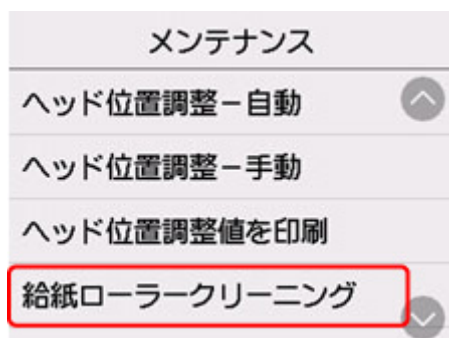 メンテナンス
ヘッド位置調整－自動
ヘッド位置調整－手動
ヘッド位置調整値を印刷
給紙ローラークリーニング